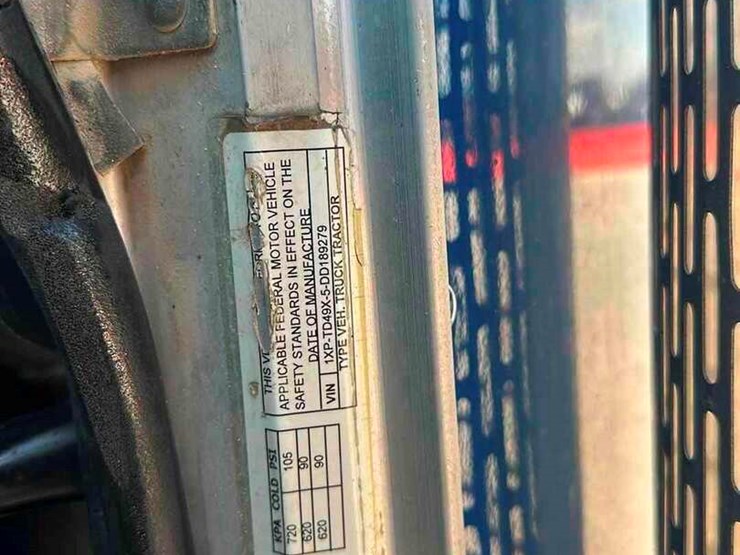 THIS VE
APPLICABLE FEDERAL MOTOR VEHICLE
SAFETY STANDARDS IN EFFECT ON THE
DATE OF MANUFACTURE
VIN 1XP-TD49X-5-DD189279
TYPE VEH. TRUCK TRACTOR
KPA COLD PSI
720 105
620 90
620 90